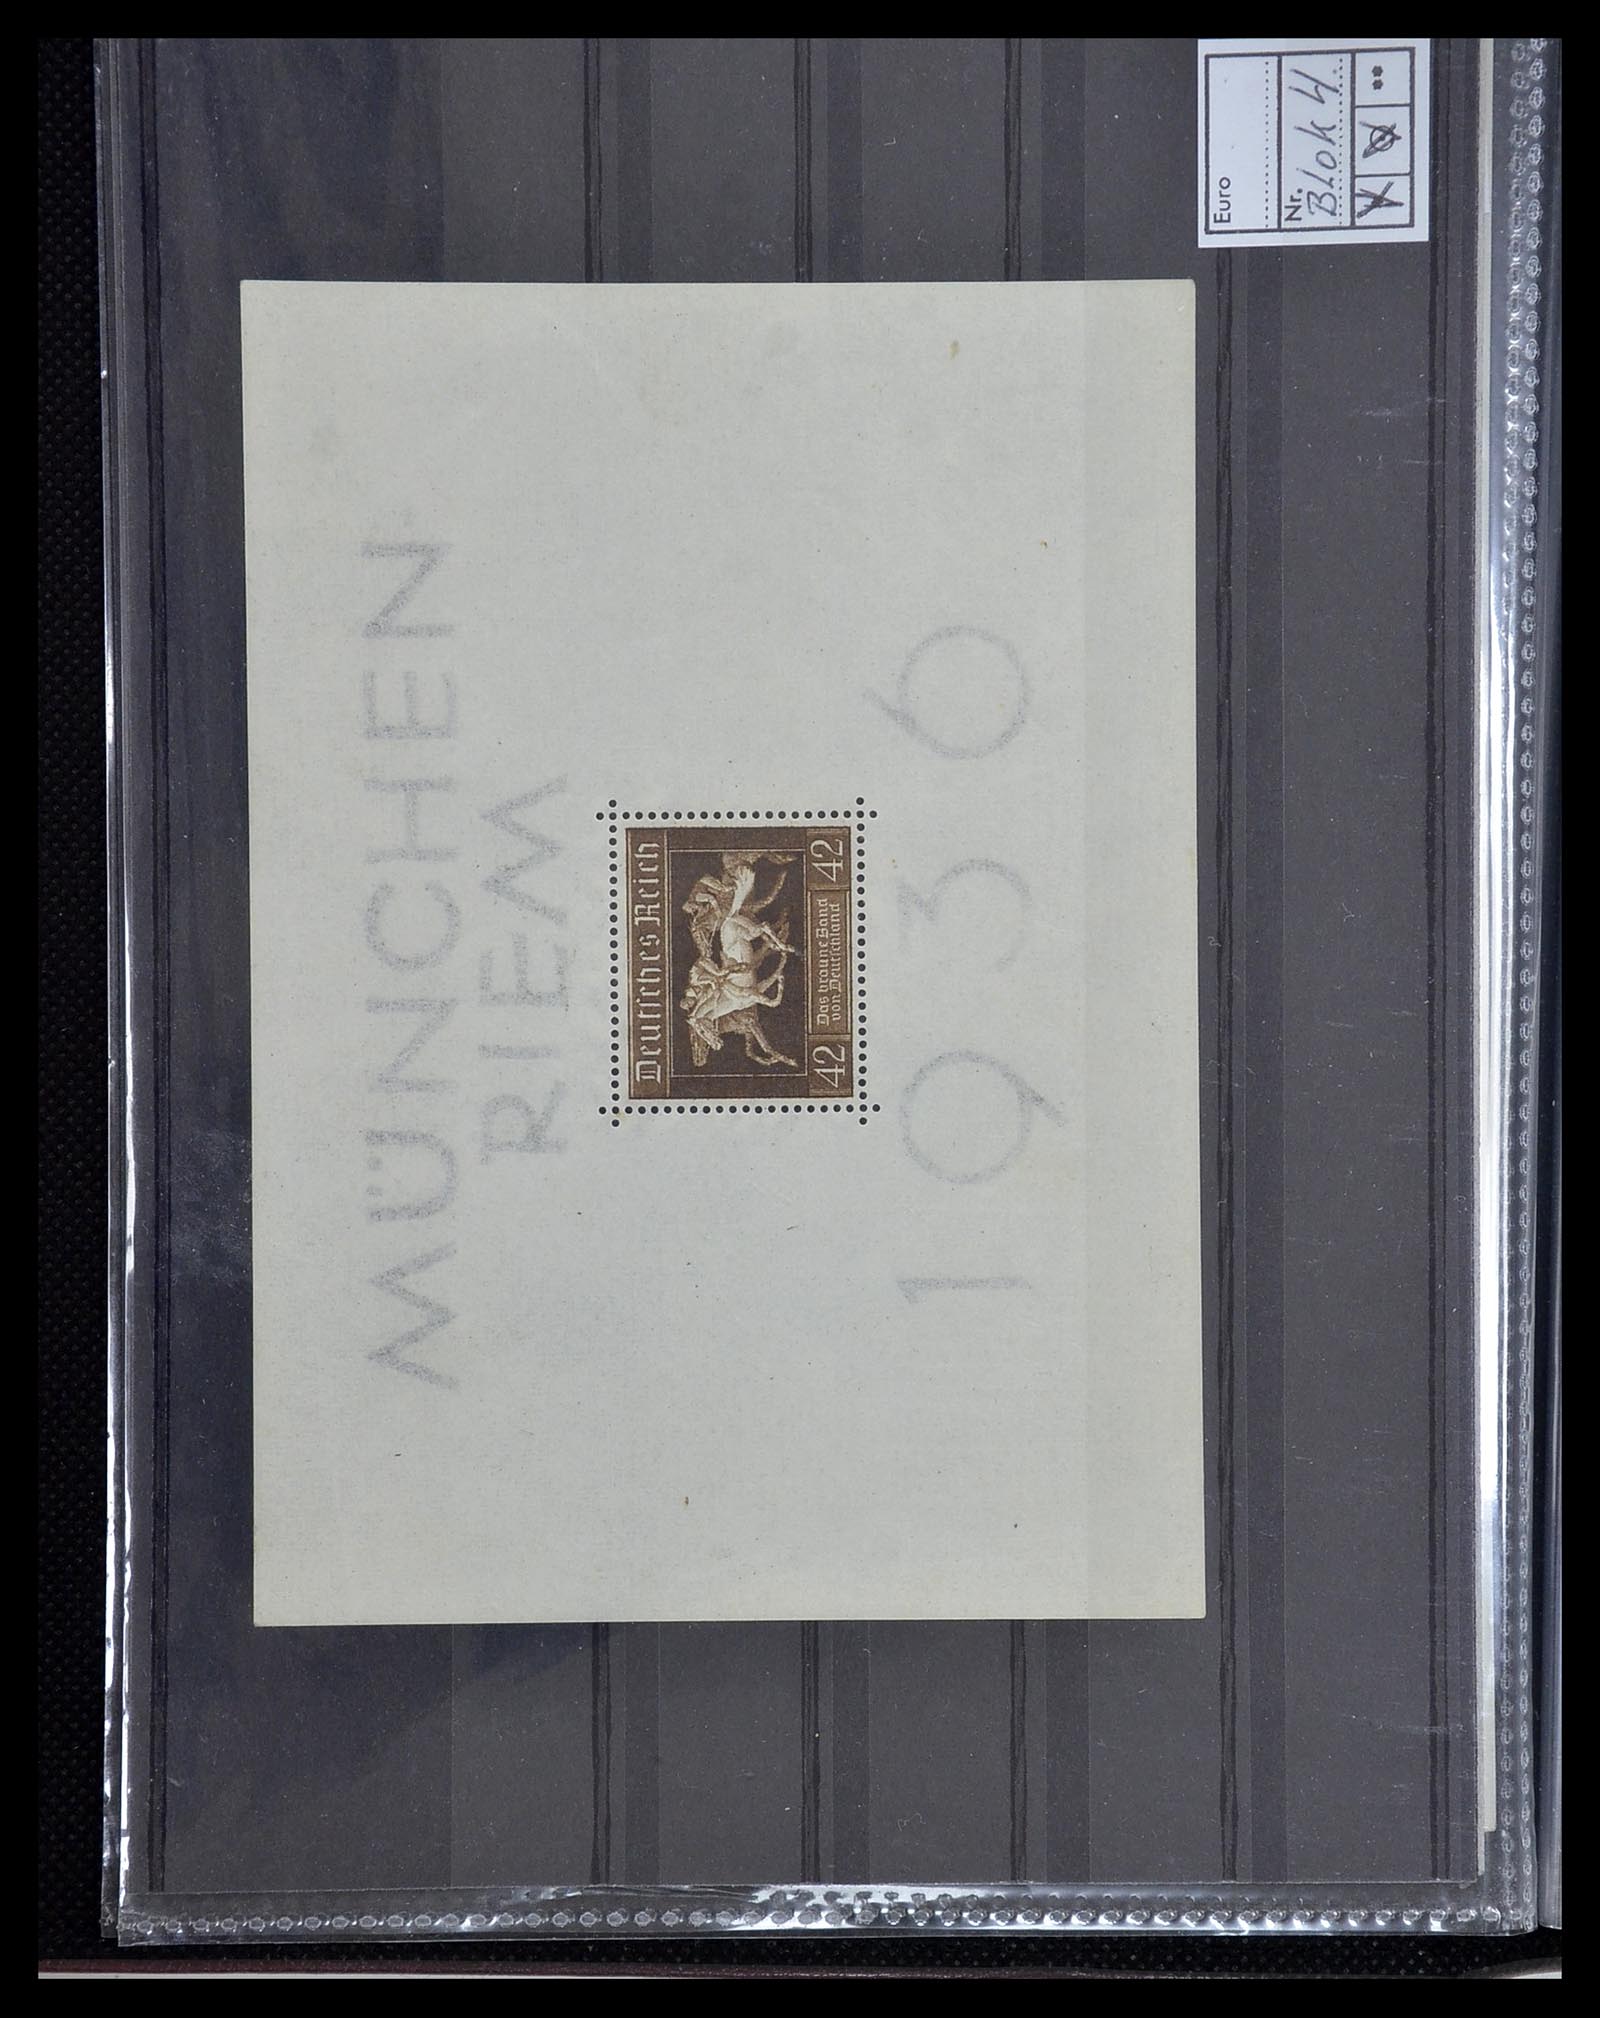 Euro
Nr.
Blok 4
**
MÜNCHEN
RIEM
Deutsches Reich
42 Das braune Band 42
von Deutschland
1936